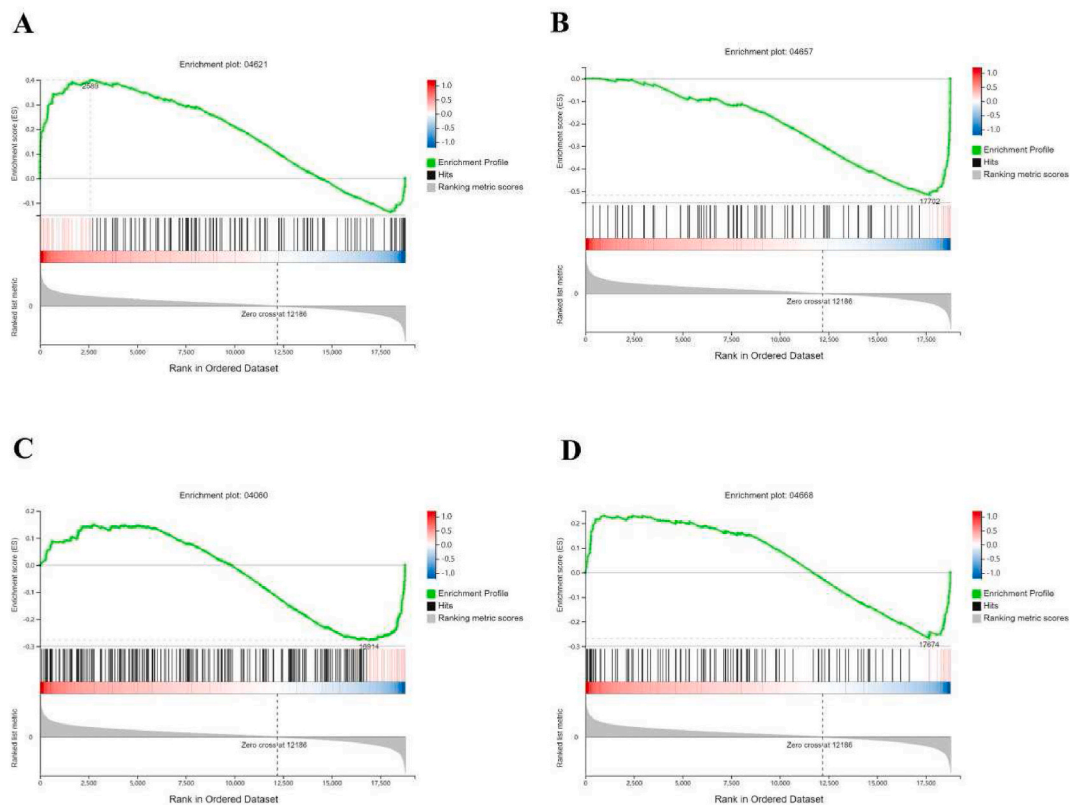 A
Enrichment plot: 04621
0.4
0.3
0.2
0.1
0.0
-0.1
Enrichment score (ES)
2569
1.0
0.5
0.0
-0.5
-1.0
Enrichment Profile
Hits
Ranking metric scores
Ranked list metric
0
Zero cross at 12186
0 2,500 5,000 7,500 10,000 12,500 15,000 17,500
Rank in Ordered Dataset
B
Enrichment plot: 04657
0.0
-0.1
-0.2
-0.3
-0.4
-0.5
Enrichment score (ES)
17702
1.0
0.5
0.0
-0.5
-1.0
Enrichment Profile
Hits
Ranking metric scores
Ranked list metric
0
Zero cross at 12186
0 2,500 5,000 7,500 10,000 12,500 15,000 17,500
Rank in Ordered Dataset
C
Enrichment plot: 04060
0.2
0.1
0.0
-0.1
-0.2
-0.3
Enrichment score (ES)
16914
1.0
0.5
0.0
-0.5
-1.0
Enrichment Profile
Hits
Ranking metric scores
Ranked list metric
0
Zero cross at 12186
0 2,500 5,000 7,500 10,000 12,500 15,000 17,500
Rank in Ordered Dataset
D
Enrichment plot: 04668
0.2
0.1
0.0
-0.1
-0.2
-0.3
Enrichment score (ES)
17674
1.0
0.5
0.0
-0.5
-1.0
Enrichment Profile
Hits
Ranking metric scores
Ranked list metric
0
Zero cross at 12186
0 2,500 5,000 7,500 10,000 12,500 15,000 17,500
Rank in Ordered Dataset